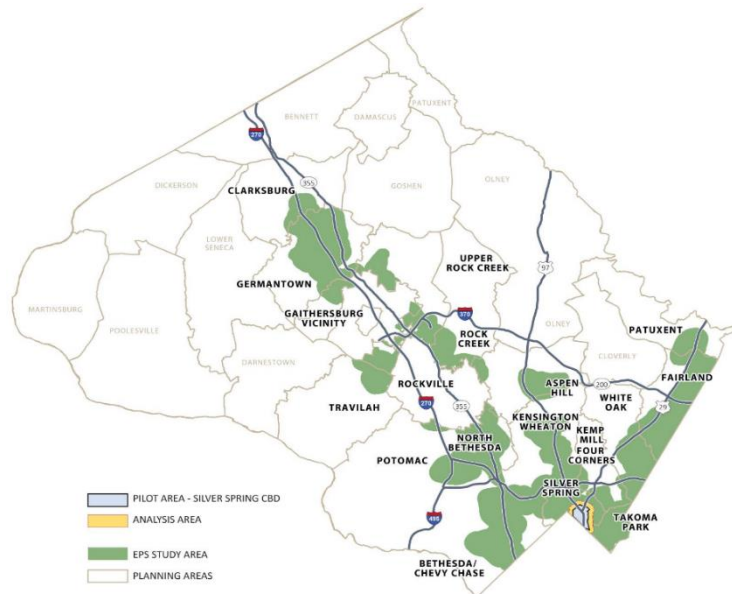 PATUXENT
BENNETT
DAMASCUS
270
DICKERSON
355
GOSHEN
OLNEY
CLARKSBURG
LOWER
SENECA
UPPER
ROCK CREEK
97
GERMANTOWN
MARTINSBURG
GAITHERSBURG
VICINITY
370
POOLESVILLE
ROCK
CREEK
OLNEY
PATUXENT
DARNESTOWN
CLOVERLY
FAIRLAND
ROCKVILLE
ASPEN
HILL
200
WHITE
OAK
29
TRAVILAH
270
355
KENSINGTON
WHEATON
KEMP
MILL
FOUR
CORNERS
NORTH
BETHESDA
POTOMAC
SILVER
SPRING
495
TAKOMA
PARK
BETHESDA/
CHEVY CHASE
PILOT AREA - SILVER SPRING CBD
ANALYSIS AREA
EPS STUDY AREA
PLANNING AREAS